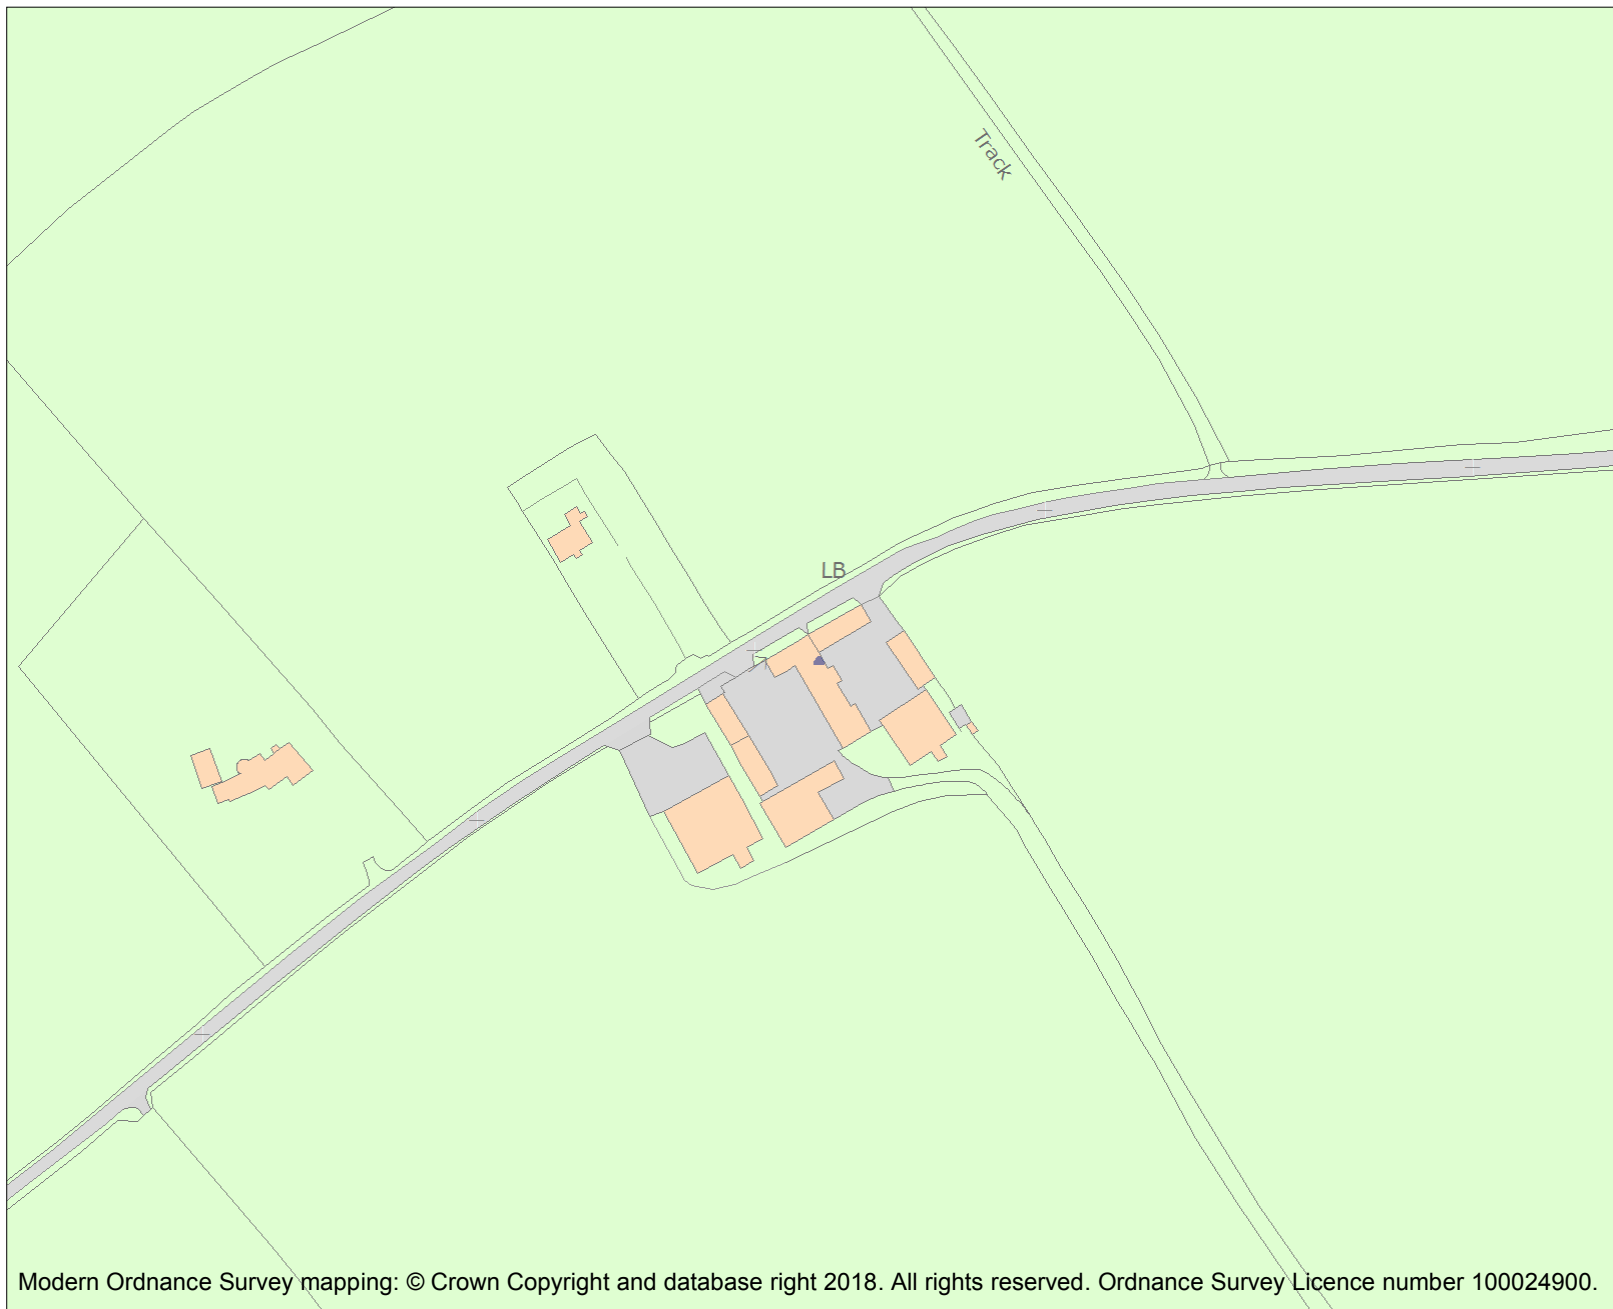 Track
LB
Modern Ordnance Survey mapping: © Crown Copyright and database right 2018. All rights reserved. Ordnance Survey Licence number 100024900.